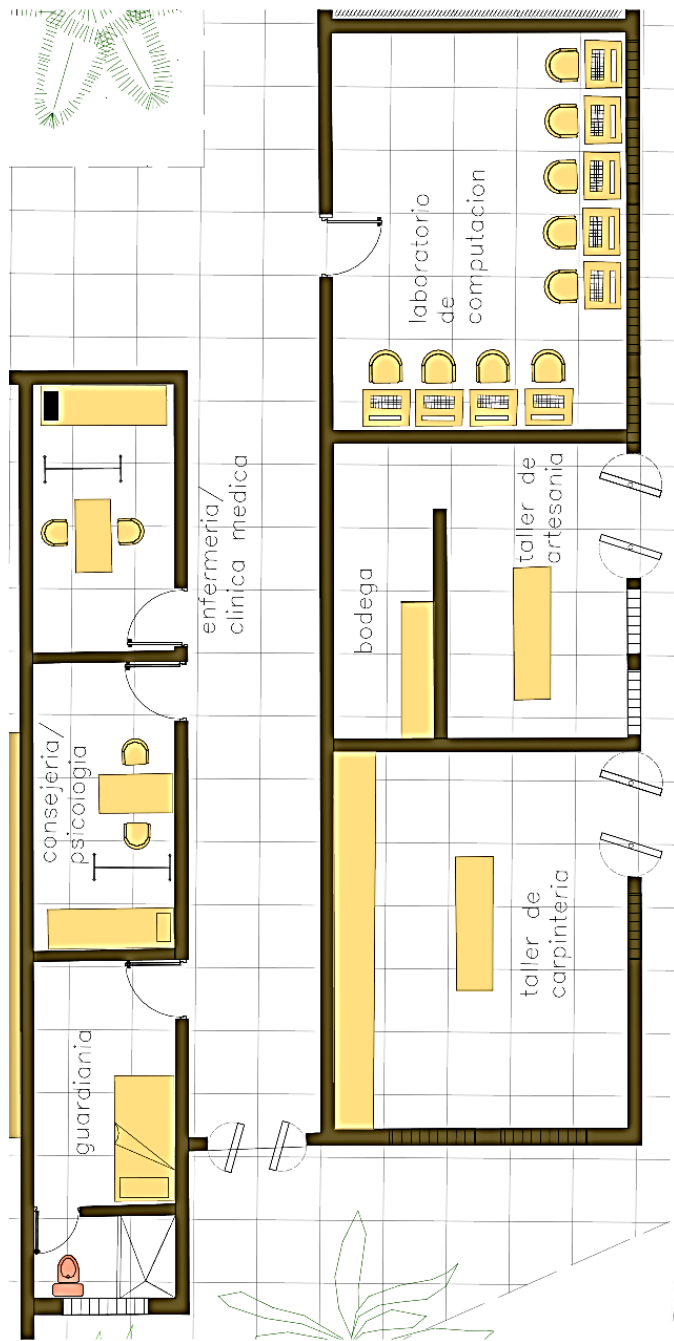 laboratorio
de
computacion
enfermeria/
clinica medica
taller de
artesania
bodega
consejeria/
psicologia
taller de
carpinteria
guardiania